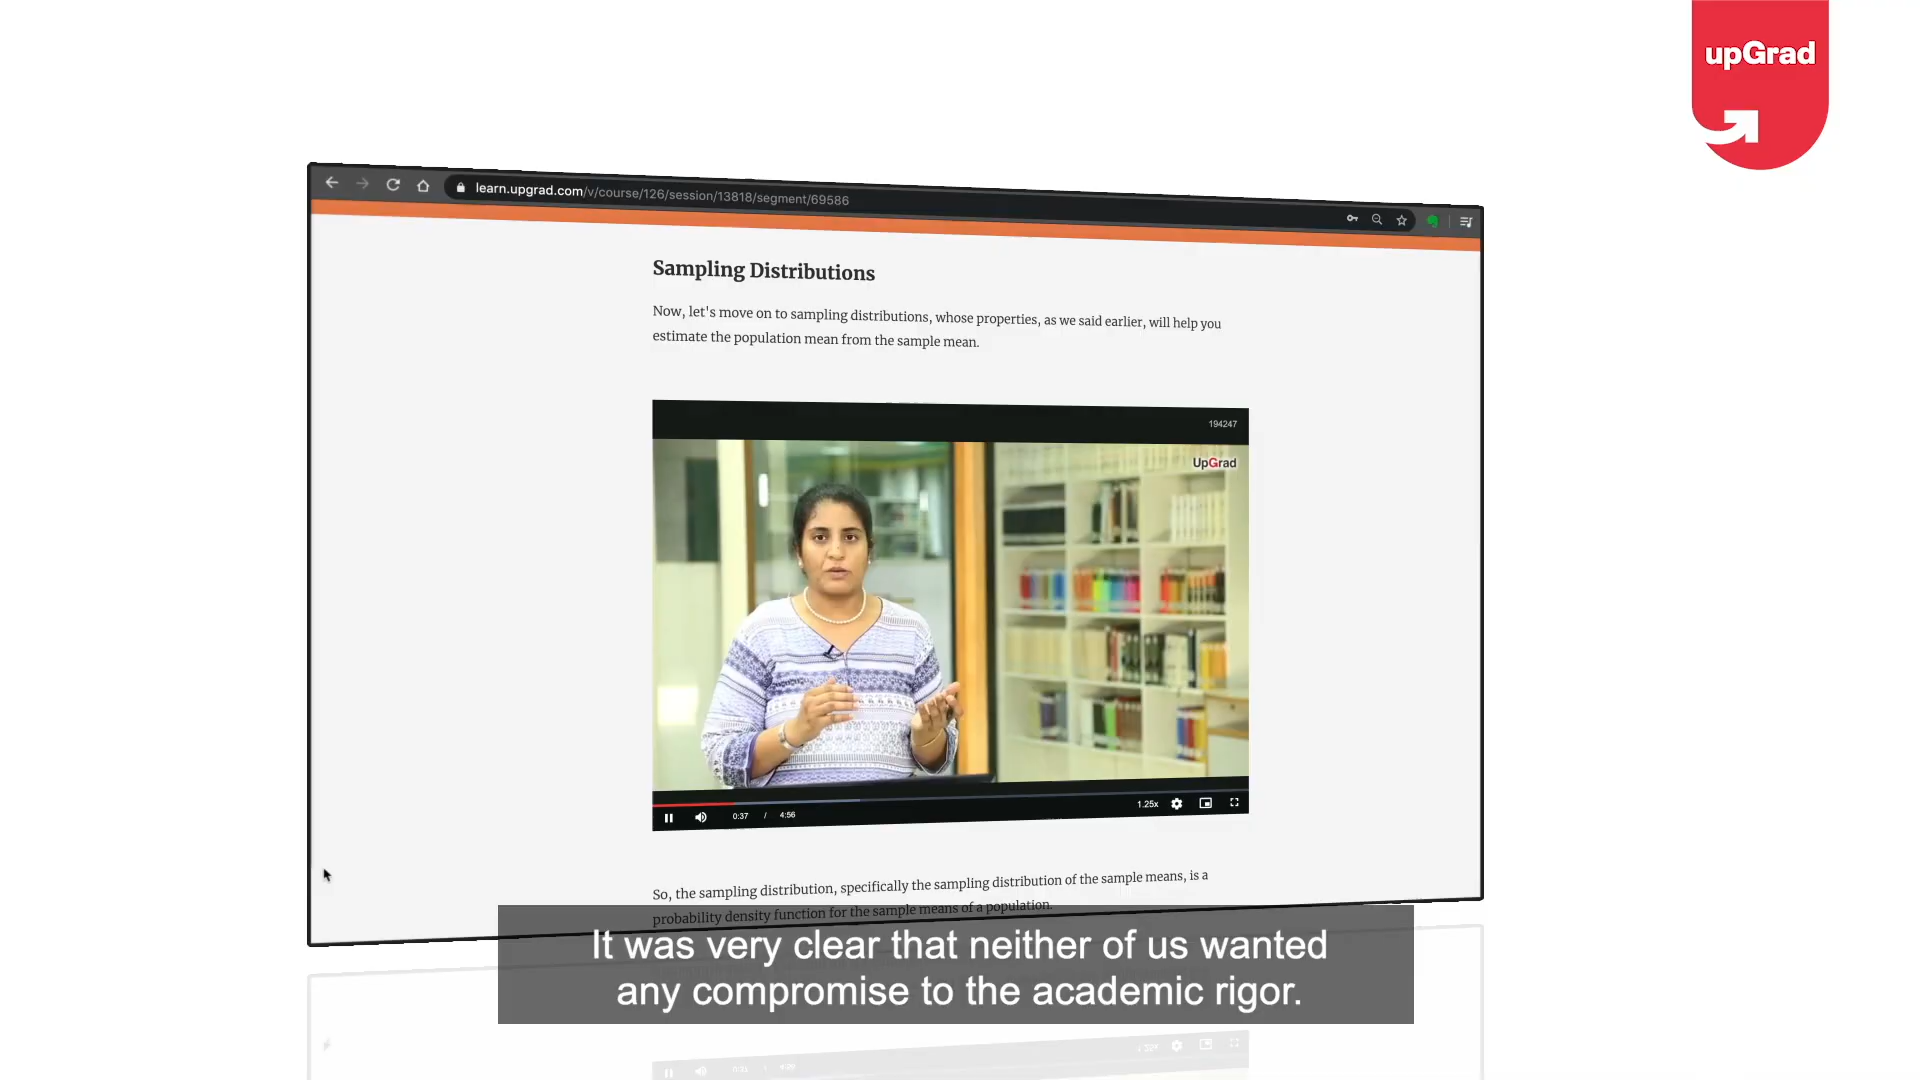 upGrad
learn.upgrad.com/v/course/126/session/13818/segment/69586
Sampling Distributions
Now, let's move on to sampling distributions, whose properties, as we said earlier, will help you
estimate the population mean from the sample mean.
194247
UpGrad
0:37 / 4:56
1.25x
So, the sampling distribution, specifically the sampling distribution of the sample means, is a
probability density function for the sample means of a population.
It was very clear that neither of us wanted
any compromise to the academic rigor.